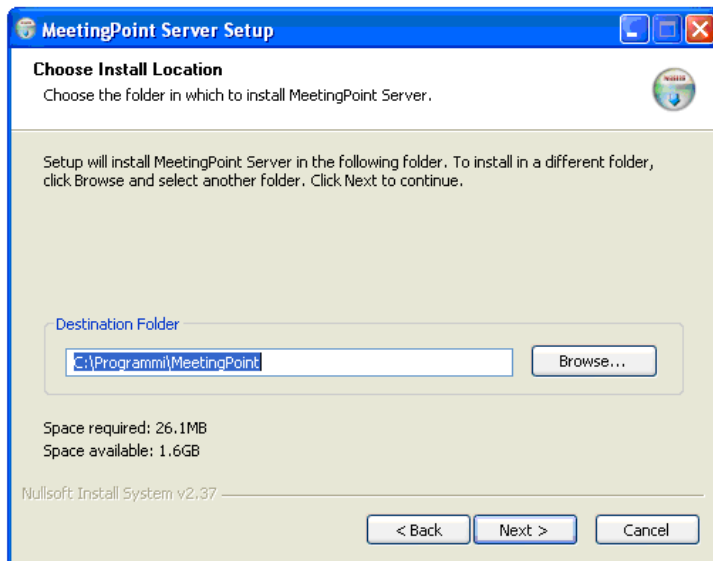 MeetingPoint Server Setup
Choose Install Location
Choose the folder in which to install MeetingPoint Server.
Setup will install MeetingPoint Server in the following folder. To install in a different folder,
click Browse and select another folder. Click Next to continue.
Destination Folder
C:\Programmi\MeetingPoint
Browse...
Space required: 26.1MB
Space available: 1.6GB
Nullsoft Install System v2.37
< Back
Next >
Cancel